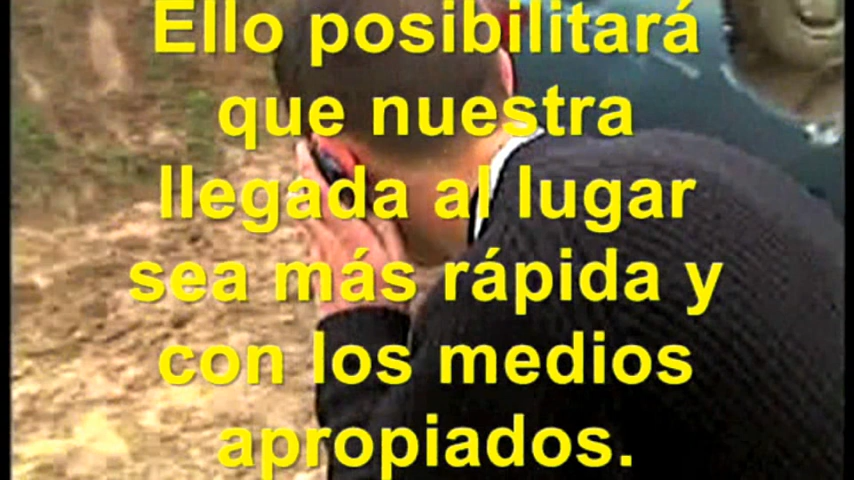 Ello posibilitará
que nuestra
llegada al lugar
sea más rápida y
con los medios
apropiados.